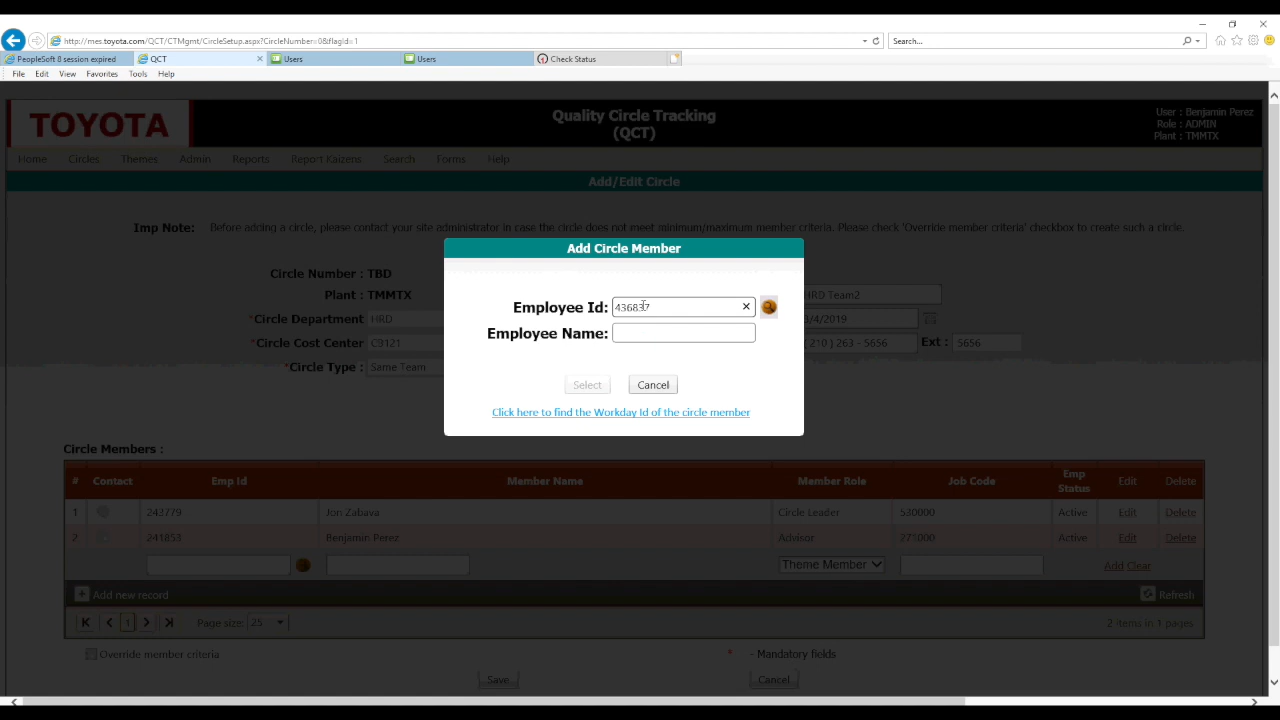 http://mes.toyota.com/QCT/CTMgmt/CircleSetup.aspx?CircleNumber=0&flagId=1
Search...
PeopleSoft 8 session expired
QCT
Users
Users
Check Status
File Edit View Favorites Tools Help
TOYOTA
Quality Circle Tracking
(QCT)
User : Benjamin Perez
Role : ADMIN
Plant : TMMTX
Home Circles Themes Admin Reports Report Kaizens Search Forms Help
Add/Edit Circle
Imp Note: Before adding a circle, please contact your site administrator in case the circle does not meet minimum/maximum member criteria. Please check 'Override member criteria' checkbox to create such a circle.
Add Circle Member
Circle Number : TBD
Plant : TMMTX
HRD Team2
Employee Id: 436837
*Circle Department HRD
/4/2019
Employee Name:
*Circle Cost Center C9121
( 210 ) 263 - 5656 Ext : 5656
*Circle Type : Same Team
Select Cancel
Click here to find the Workday Id of the circle member
Circle Members :
# Contact Emp Id Member Name Member Role Job Code Emp Status Edit Delete
1 243779 Jon Zabava Circle Leader 530000 Active Edit Delete
2 241853 Benjamin Perez Advisor 271000 Active Edit Delete
Theme Member Add Clear
Add new record Refresh
1 Page size: 25 2 items in 1 pages
Override member criteria * - Mandatory fields
Save Cancel